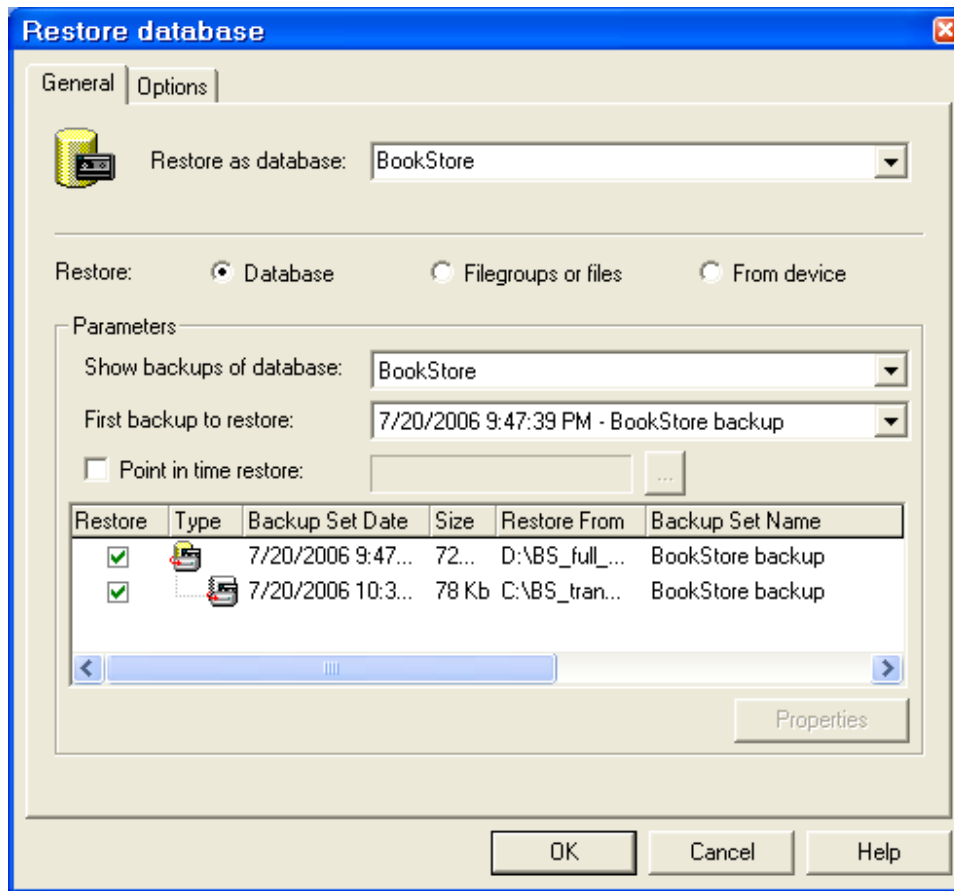 Restore database
General Options
Restore as database: BookStore
Restore: Database Filegroups or files From device
Parameters
Show backups of database: BookStore
First backup to restore: 7/20/2006 9:47:39 PM - BookStore backup
Point in time restore: ...
Restore Type Backup Set Date Size Restore From Backup Set Name
7/20/2006 9:47... 72... D:\BS_full_... BookStore backup
7/20/2006 10:3... 78 Kb C:\BS_tran... BookStore backup
Properties
OK Cancel Help